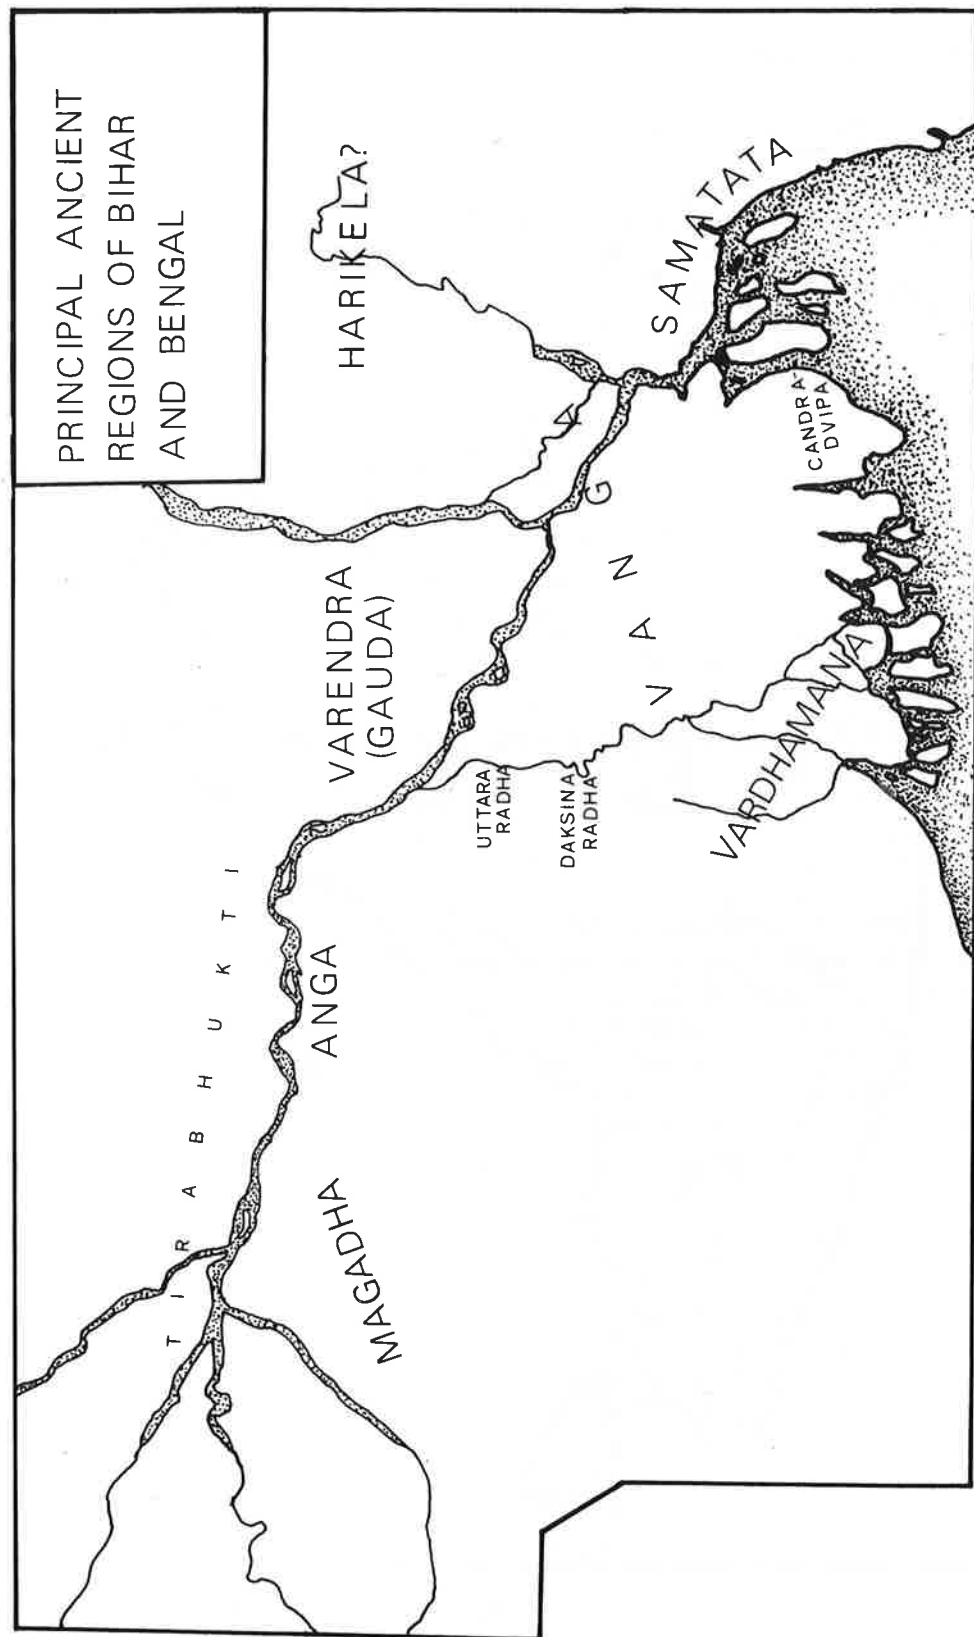 PRINCIPAL ANCIENT
REGIONS OF BIHAR
AND BENGAL
TIRABHUKTI
MAGADHA
ANGA
VARENDRA
(GAUDA)
HARIKELA?
UTTARA
RADHA
DAKSINA
RADHA
VANGA
SAMATATA
CANDRA-
DVIPA
VARDHAMANA